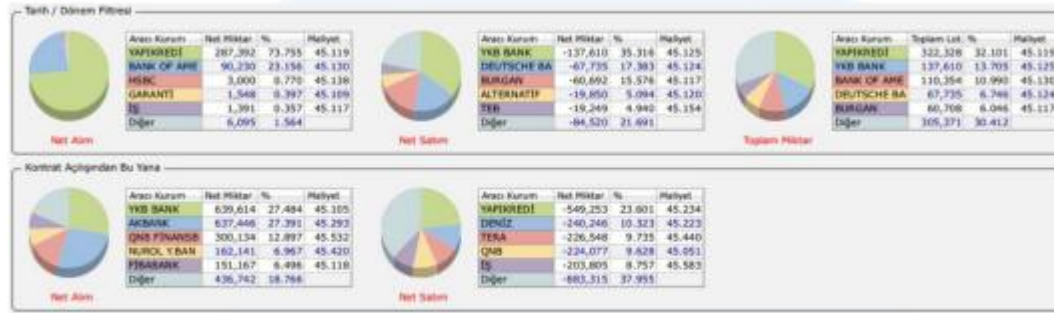 Tarih / Dönem Filtresi
Aracı Kurum Net Miktar % Maliyet
YAPIKREDİ 287,392 73.755 45.119
BANK OF AME 90,230 23.156 45.130
HSBC 3,000 0.770 45.138
GARANTİ 1,548 0.397 45.109
İŞ 1,391 0.357 45.117
Diğer 6,095 1.564
Net Alım
Aracı Kurum Net Miktar % Maliyet
YKB BANK -137,610 35.316 45.125
DEUTSCHE BA -67,735 17.383 45.124
BURGAN -60,692 15.576 45.117
ALTERNATİF -19,850 5.094 45.120
TEB -19,249 4.940 45.154
Diğer -84,520 21.691
Net Satım
Aracı Kurum Toplam Lot %  Maliyet
YAPIKREDİ 322,328 32.101 45.119
YKB BANK 137,610 13.705 45.125
BANK OF AME 110,354 10.990 45.130
DEUTSCHE BA 67,735 6.746 45.124
BURGAN 60,708 6.046 45.117
Diğer 305,371 30.412
Toplam Miktar
Kontrat Açılışından Bu Yana
Aracı Kurum Net Miktar % Maliyet
YKB BANK 639,614 27.484 45.105
AKBANK 637,446 27.391 45.293
QNB FİNANSB 300,134 12.897 45.532
NUROL Y.BAN 162,141 6.967 45.420
FİBABANK 151,167 6.496 45.118
Diğer 436,742 18.766
Net Alım
Aracı Kurum Net Miktar % Maliyet
YAPIKREDİ -549,253 23.601 45.234
DENİZ -240,246 10.323 45.223
TERA -226,548 9.735 45.440
QNB -224,077 9.628 45.051
İŞ -203,805 8.757 45.583
Diğer -883,315 37.955
Net Satım